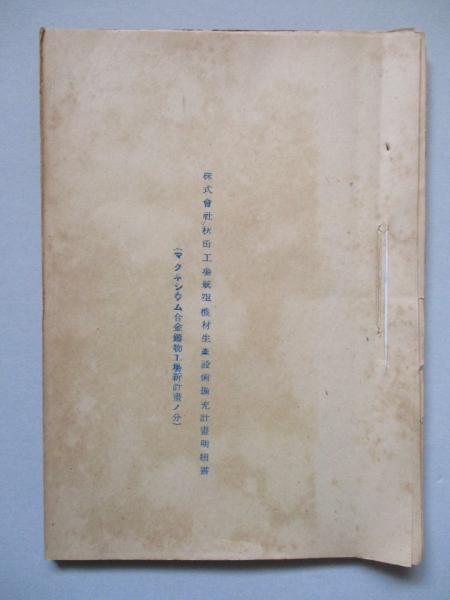 株式會社秋田工場航空機機材生產設備擴充計畫明細書
(マクネシウム合金鑄物工場新計畫ノ分)